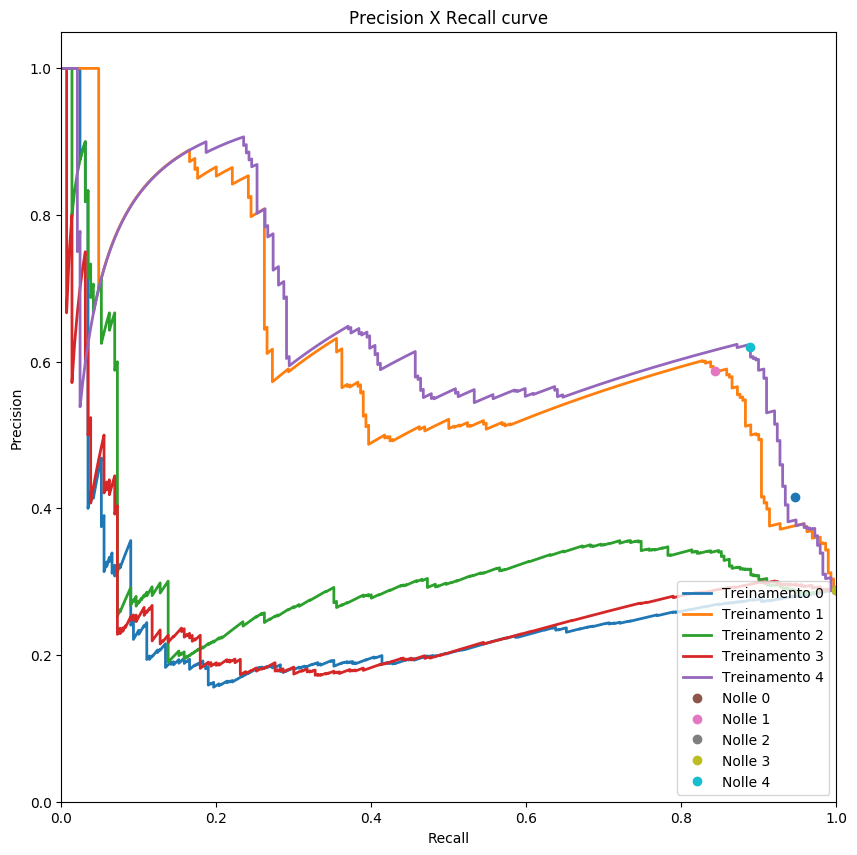 Precision X Recall curve
1.0
0.8
0.6
0.4
0.2
0.0
Precision
0.0 0.2 0.4 0.6 0.8 1.0
Recall
Treinamento 0
Treinamento 1
Treinamento 2
Treinamento 3
Treinamento 4
Nolle 0
Nolle 1
Nolle 2
Nolle 3
Nolle 4